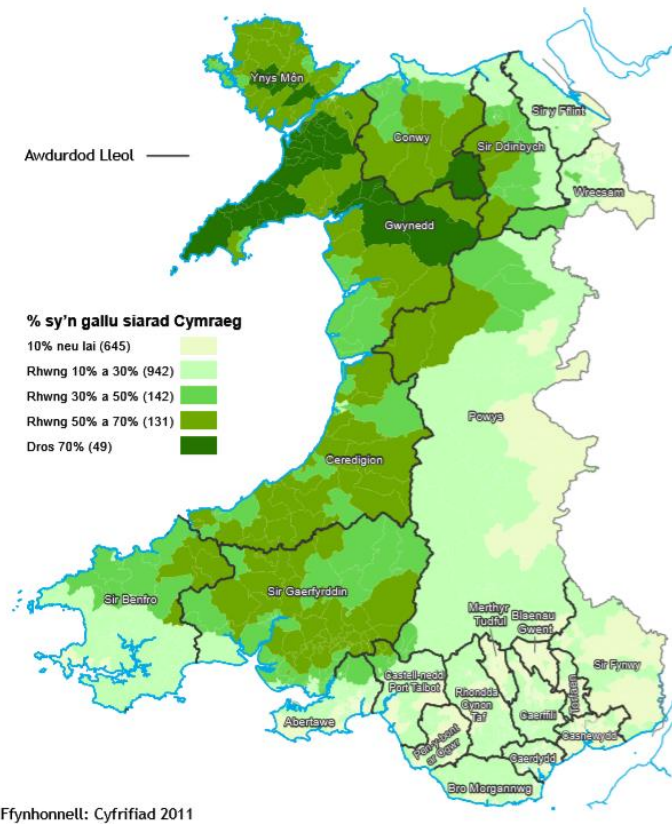 Ynys Môn
Conwy
Sir Ddinbych
Sir y Fflint
Wrecsam
Awdurdod Lleol
Gwynedd
% sy'n gallu siarad Cymraeg
10% neu lai (645)
Rhwng 10% a 30% (942)
Rhwng 30% a 50% (142)
Rhwng 50% a 70% (131)
Dros 70% (49)
Powys
Ceredigion
Sir Benfro
Sir Gaerfyrddin
Merthyr
Tudful
Blaenau
Gwent
Sir Fynwy
Castell-nedd
Port Talbot
Rhondda
Cynon
Taf
Caerffili
Torfaen
Casnewydd
Abertawe
Pen-y-bont
ar Ogwr
Caerdydd
Bro Morgannwg
Ffynhonnell: Cyfrifiad 2011